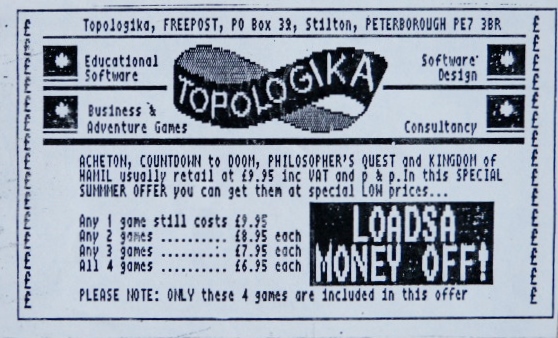 Topologika, FREEPOST, PO Box 39, Stilton, PETERBOROUGH PE7 3BR
Educational
Software
TOPOLOGIKA
Software
Design
Business &
Adventure Games
Consultancy
ACHETON, COUNTDOWN to DOOM, PHILOSOPHER'S QUEST and KINGDOM of
HAMIL usually retail at £9.95 inc VAT and p & p.In this SPECIAL
SUMMMER OFFER you can get them at special LOW prices...
Any 1 game still costs £9.95
Any 2 games .......... £8.95 each
Any 3 games .......... £7.95 each
All 4 games .......... £6.95 each
LOADSA
MONEY OFF!
PLEASE NOTE: ONLY these 4 games are included in this offer